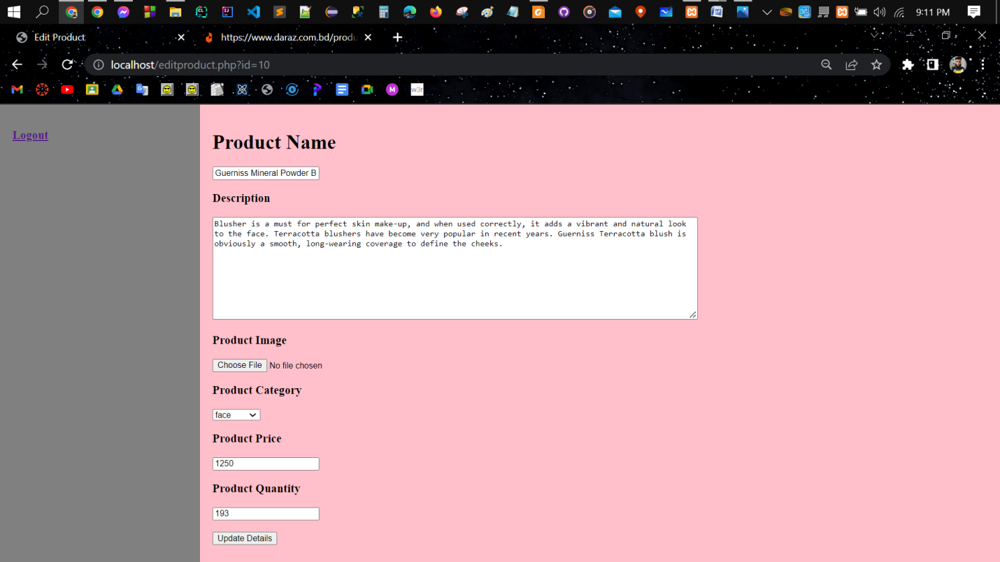 9:11 PM
Edit Product
https://www.daraz.com.bd/produ
localhost/editproduct.php?id=10
M
w3r
Logout
Product Name
Guerniss Mineral Powder B
Description
Blusher is a must for perfect skin make-up, and when used correctly, it adds a vibrant and natural look
to the face. Terracotta blushers have become very popular in recent years. Guerniss Terracotta blush is
obviously a smooth, long-wearing coverage to define the cheeks.
Product Image
Choose File No file chosen
Product Category
face
Product Price
1250
Product Quantity
193
Update Details